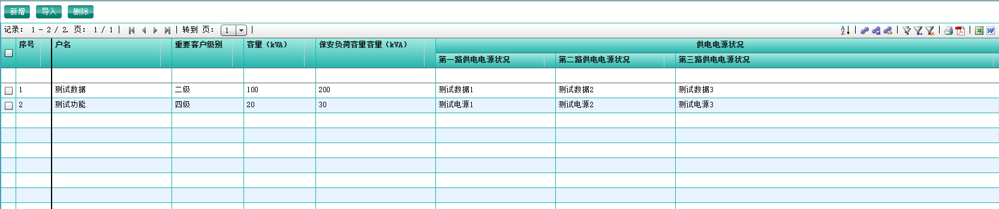 新增 导入 删除
记录： 1 - 2 / 2. 页： 1 / 1 | | 转到 页： 1 |
序号 户名 重要客户级别 容量（kVA） 保安负荷容量容量（kVA） 供电电源状况
第一路供电电源状况 第二路供电电源状况 第三路供电电源状况
1 测试数据 二级 100 200 测试数据1 测试数据2 测试数据3
2 测试功能 四级 20 30 测试电源1 测试电源2 测试电源3